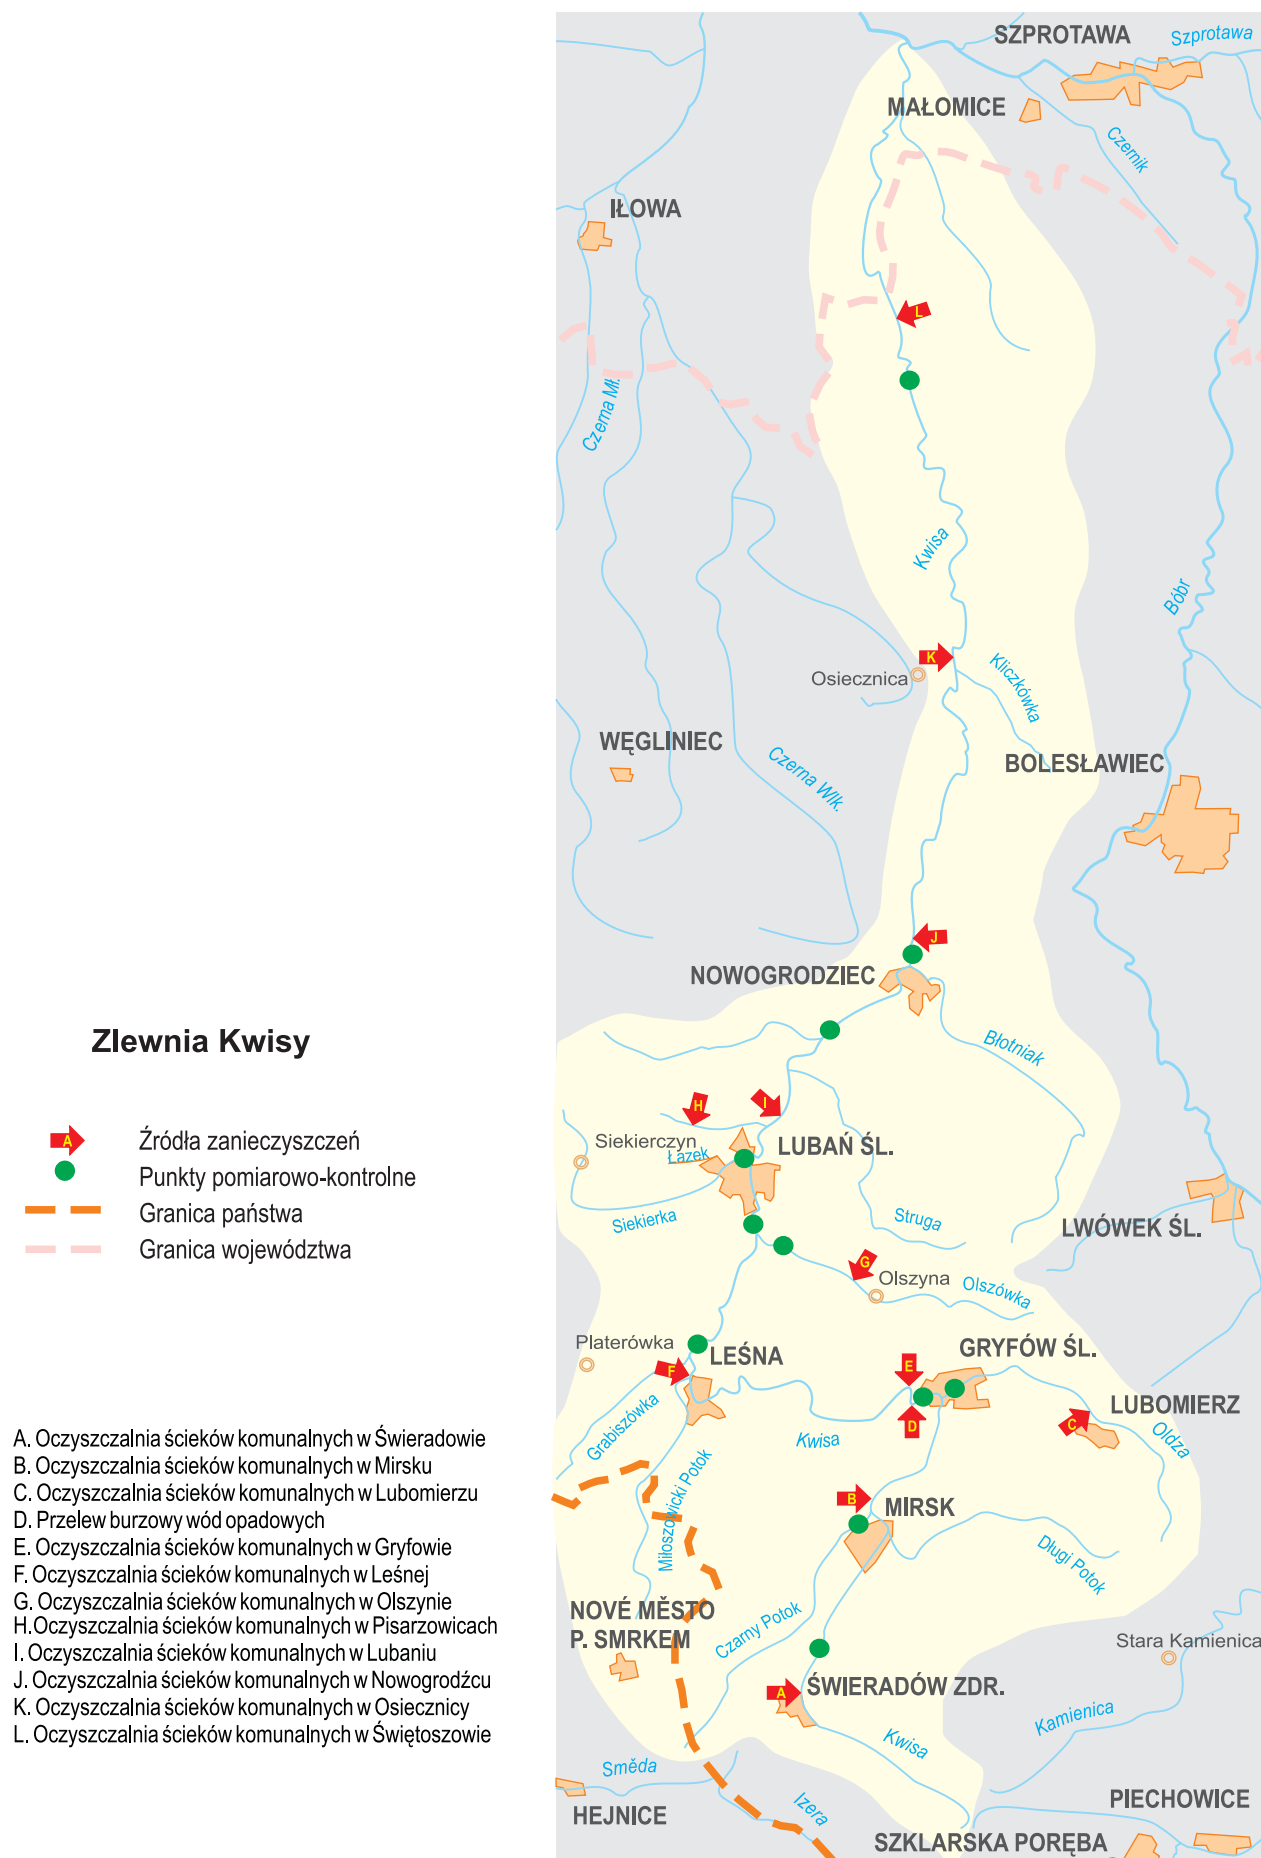 SZPROTAWA
Szprotawa
MAŁOMICE
Czernik
IŁOWA
L
Czerna Mł.
Kwisa
Bóbr
K
Osiecznica
Kliczkówka
WĘGLINIEC
BOLESŁAWIEC
Czerna Wlk.
J
NOWOGRODZIEC
Błotniak
H
I
Siekierczyn
LUBAŃ ŚL.
Łazek
Siekierka
Struga
LWÓWEK ŚL.
G
Olszyna
Olszówka
Platerówka
LEŚNA
GRYFÓW ŚL.
E
F
LUBOMIERZ
C
D
Grabiszówka
Kwisa
Oldza
Miłoszowicki Potok
B
MIRSK
Długi Potok
NOVÉ MĚSTO
P. SMRKEM
Czarny Potok
Stara Kamienica
A
ŚWIERADÓW ZDR.
Kamienica
Kwisa
Směda
HEJNICE
Izera
PIECHOWICE
SZKLARSKA PORĘBA
Zlewnia Kwisy
A
Źródła zanieczyszczeń
Punkty pomiarowo-kontrolne
Granica państwa
Granica województwa
A. Oczyszczalnia ścieków komunalnych w Świeradowie
B. Oczyszczalnia ścieków komunalnych w Mirsku
C. Oczyszczalnia ścieków komunalnych w Lubomierzu
D. Przelew burzowy wód opadowych
E. Oczyszczalnia ścieków komunalnych w Gryfowie
F. Oczyszczalnia ścieków komunalnych w Leśnej
G. Oczyszczalnia ścieków komunalnych w Olszynie
H.Oczyszczalnia ścieków komunalnych w Pisarzowicach
I. Oczyszczalnia ścieków komunalnych w Lubaniu
J. Oczyszczalnia ścieków komunalnych w Nowogrodźcu
K. Oczyszczalnia ścieków komunalnych w Osiecznicy
L. Oczyszczalnia ścieków komunalnych w Świętoszowie